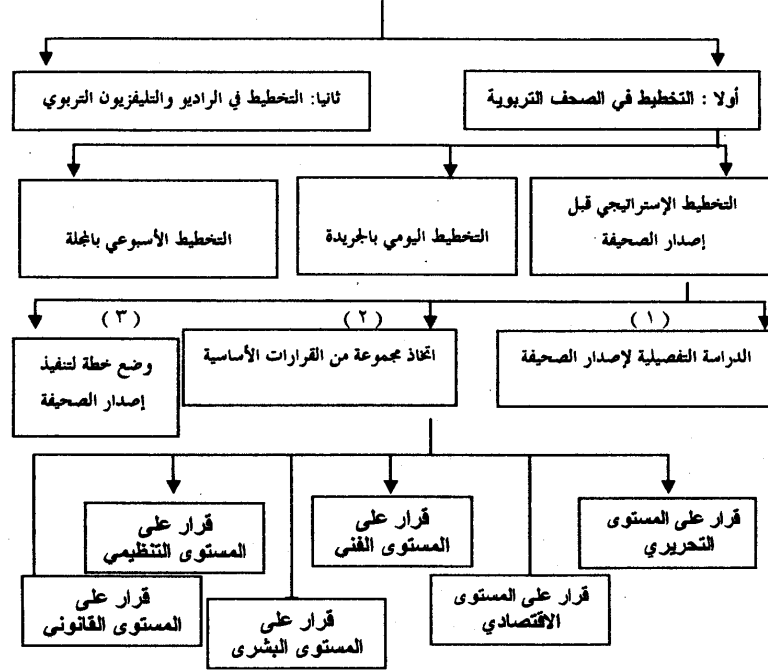 أولا : التخطيط في الصحف التربوية
ثانيا: التخطيط في الراديو والتليفزيون التربوي
التخطيط الإستراتيجي قبل
إصدار الصحيفة
التخطيط اليومي بالجريدة
التخطيط الأسبوعي بالمجلة
( ١ )
( ٢ )
( ٣ )
الدراسة التفصيلية لإصدار الصحيفة
اتخاذ مجموعة من القرارات الأساسية
وضع خطة لتنفيذ
إصدار الصحيفة
قرار على المستوى
التحريري
قرار على المستوى
الاقتصادي
قرار على
المستوى الفنى
قرار على
المستوى البشرى
قرار على
المستوى التنظيمي
قرار على
المستوى القانونى